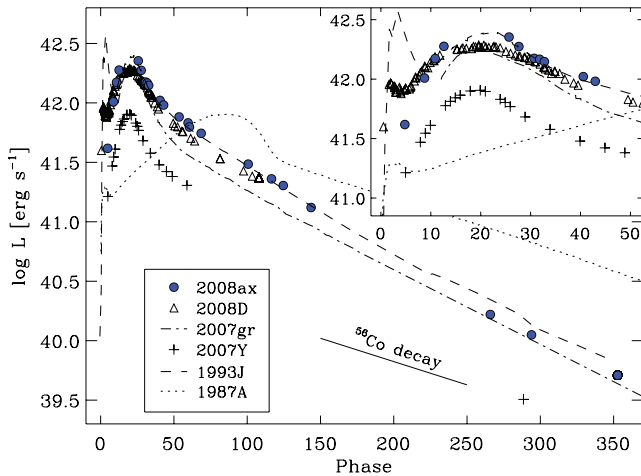 42.5
42.0
41.5
41.0
40.5
40.0
39.5
log L [erg s⁻¹]
0
50
100
150
200
250
300
350
Phase
42.5
42.0
41.5
41.0
0
10
20
30
40
50
2008ax
2008D
2007gr
2007Y
1993J
1987A
⁵⁶Co decay